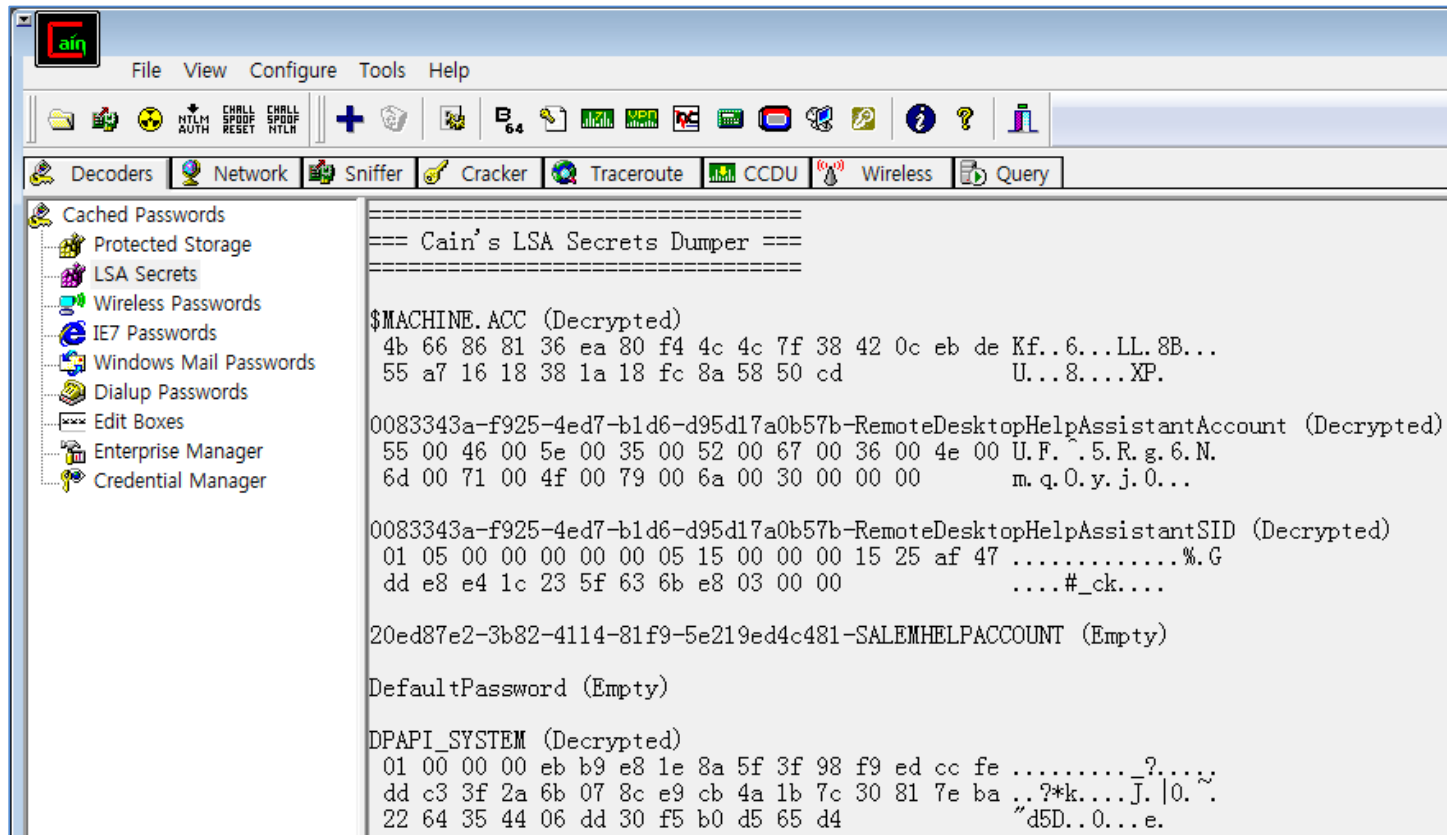 Cain
File View Configure Tools Help
NTLM AUTH CHALL SPOOF RESET CHALL SPOOF NTLM B64
Decoders Network Sniffer Cracker Traceroute CCDU Wireless Query
Cached Passwords
Protected Storage
LSA Secrets
Wireless Passwords
IE7 Passwords
Windows Mail Passwords
Dialup Passwords
Edit Boxes
Enterprise Manager
Credential Manager
=================================
=== Cain's LSA Secrets Dumper ===
=================================
$MACHINE.ACC (Decrypted)
4b 66 86 81 36 ea 80 f4 4c 4c 7f 38 42 0c eb de Kf..6...LL.8B...
55 a7 16 18 38 1a 18 fc 8a 58 50 cd U...8....XP.
0083343a-f925-4ed7-b1d6-d95d17a0b57b-RemoteDesktopHelpAssistantAccount (Decrypted)
55 00 46 00 5e 00 35 00 52 00 67 00 36 00 4e 00 U.F.^.5.R.g.6.N.
6d 00 71 00 4f 00 79 00 6a 00 30 00 00 00 m.q.O.y.j.0...
0083343a-f925-4ed7-b1d6-d95d17a0b57b-RemoteDesktopHelpAssistantSID (Decrypted)
01 05 00 00 00 00 00 05 15 00 00 00 15 25 af 47 .............%.G
dd e8 e4 1c 23 5f 63 6b e8 03 00 00 ....#_ck....
20ed87e2-3b82-4114-81f9-5e219ed4c481-SALEMHELPACCOUNT (Empty)
DefaultPassword (Empty)
DPAPI_SYSTEM (Decrypted)
01 00 00 00 eb b9 e8 1e 8a 5f 3f 98 f9 ed cc fe ........._?.....
dd c3 3f 2a 6b 07 8c e9 cb 4a 1b 7c 30 81 7e ba ..?*k....J.|0.~.
22 64 35 44 06 dd 30 f5 b0 d5 65 d4 "d5D..0...e.